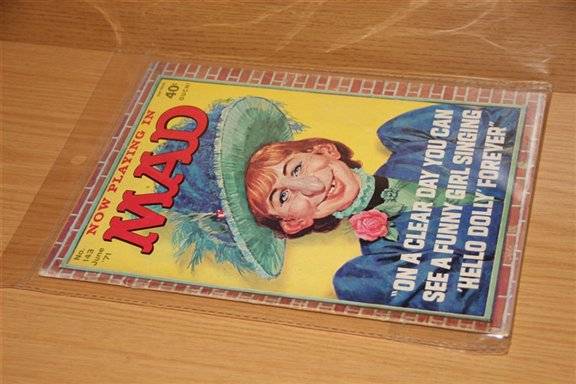 NOW PLAYING IN
MAD
40¢
OUCH!
No.
143
June
'71
"ON A CLEAR DAY YOU CAN
SEE A FUNNY GIRL SINGING
'HELLO DOLLY' FOREVER"